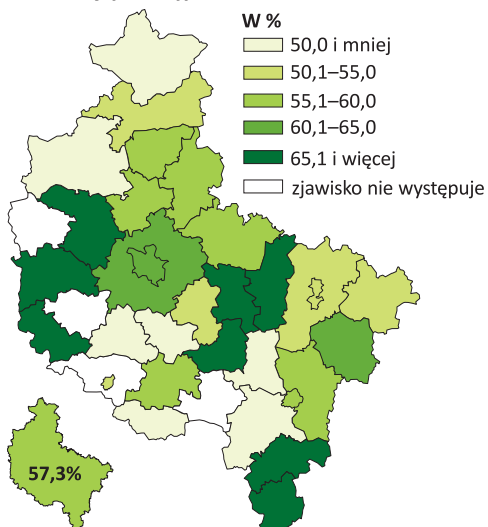 W %
50,0 i mniej
50,1–55,0
55,1–60,0
60,1–65,0
65,1 i więcej
zjawisko nie występuje
57,3%